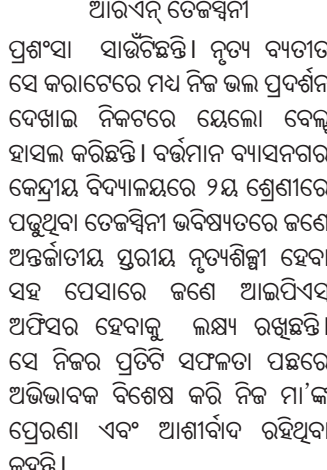 ଆରଏନ୍ ତେଜସ୍ୱିନୀ
ପ୍ରଶଂସା ସାଉଁଟିଛନ୍ତି। ନୃତ୍ୟ ବ୍ୟତୀତ
ସେ କରାଟେରେ ମଧ୍ୟ ନିଜ ଭଲ ପ୍ରଦର୍ଶନ
ଦେଖାଇ ନିକଟରେ ୟେଲୋ ବେଲ୍ଟ
ହାସଲ କରିଛନ୍ତି। ବର୍ତ୍ତମାନ ବ୍ୟାସନଗର
କେନ୍ଦ୍ରୀୟ ବିଦ୍ୟାଳୟରେ ୨ୟ ଶ୍ରେଣୀରେ
ପଢୁଥିବା ତେଜସ୍ୱିନୀ ଭବିଷ୍ୟତରେ ଜଣେ
ଅନ୍ତର୍ଜାତୀୟ ସ୍ତରୀୟ ନୃତ୍ୟଶିଳ୍ପୀ ହେବା
ସହ ପେସାରେ ଜଣେ ଆଇପିଏସ
ଅଫିସର ହେବାକୁ ଲକ୍ଷ୍ୟ ରଖିଛନ୍ତି।
ସେ ନିଜର ପ୍ରତିଟି ସଫଳତା ପଛରେ
ଅଭିଭାବକ ବିଶେଷ କରି ନିଜ ମା'ଙ୍କ
ପ୍ରେରଣା ଏବଂ ଆଶୀର୍ବାଦ ରହିଥିବା
କୁହନ୍ତି।